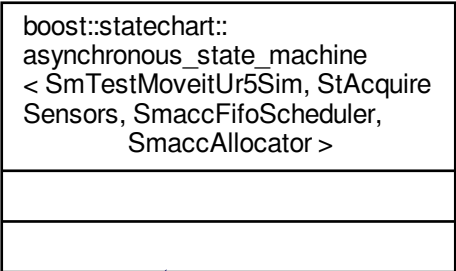 boost::statechart::
asynchronous_state_machine
< SmTestMoveitUr5Sim, StAcquire
Sensors, SmaccFifoScheduler,
SmaccAllocator >